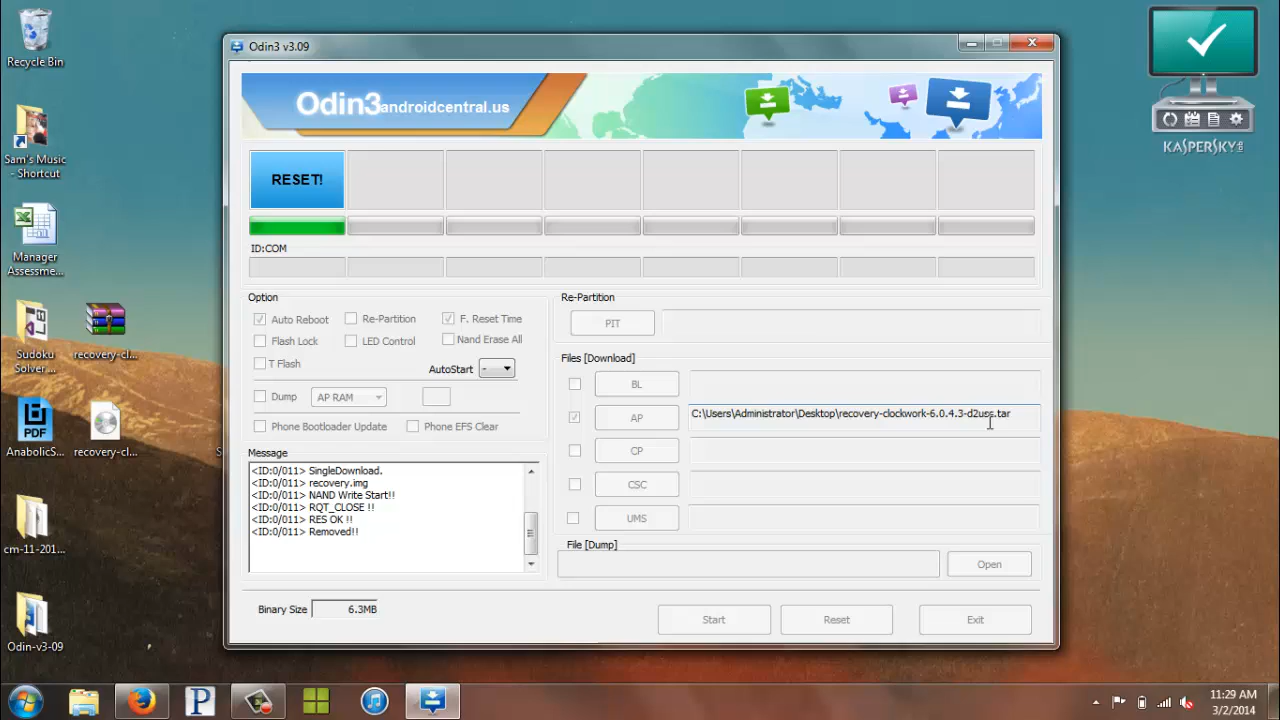 Recycle Bin
Sam's Music
- Shortcut
Manager
Assessme...
Sudoku
Solver ...
recovery-cl...
PDF
AnabolicS...
recovery-cl...
S
cm-11-201...
Odin-v3-09
KASPERSKY
Odin3 v3.09
Odin3androidcentral.us
RESET!
ID:COM
Option
Auto Reboot
Re-Partition
F. Reset Time
Flash Lock
LED Control
Nand Erase All
T Flash
AutoStart
-
Dump
AP RAM
Phone Bootloader Update
Phone EFS Clear
Message
<ID:0/011> SingleDownload.
<ID:0/011> recovery.img
<ID:0/011> NAND Write Start!!
<ID:0/011> RQT_CLOSE !!
<ID:0/011> RES OK !!
<ID:0/011> Removed!!
Re-Partition
PIT
Files [Download]
BL
AP
C:\Users\Administrator\Desktop\recovery-clockwork-6.0.4.3-d2usc.tar
CP
CSC
UMS
File [Dump]
Open
Binary Size
6.3MB
Start
Reset
Exit
P
11:29 AM
3/2/2014